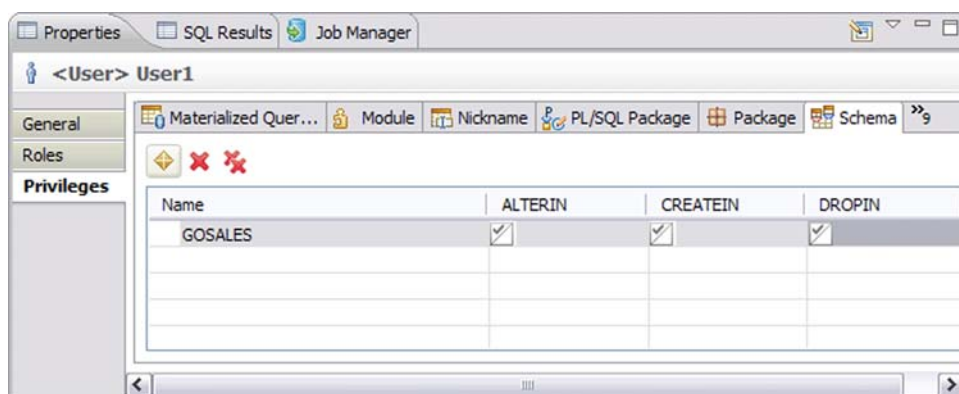 Properties SQL Results Job Manager
<User> User1
General
Roles
Privileges
Materialized Quer... Module Nickname PL/SQL Package Package Schema »9
Name ALTERIN CREATEIN DROPIN
GOSALES